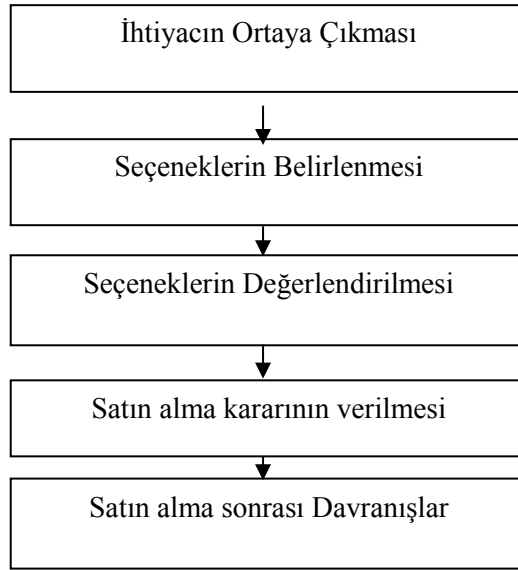 İhtiyacın Ortaya Çıkması
Seçeneklerin Belirlenmesi
Seçeneklerin Değerlendirilmesi
Satın alma kararının verilmesi
Satın alma sonrası Davranışlar